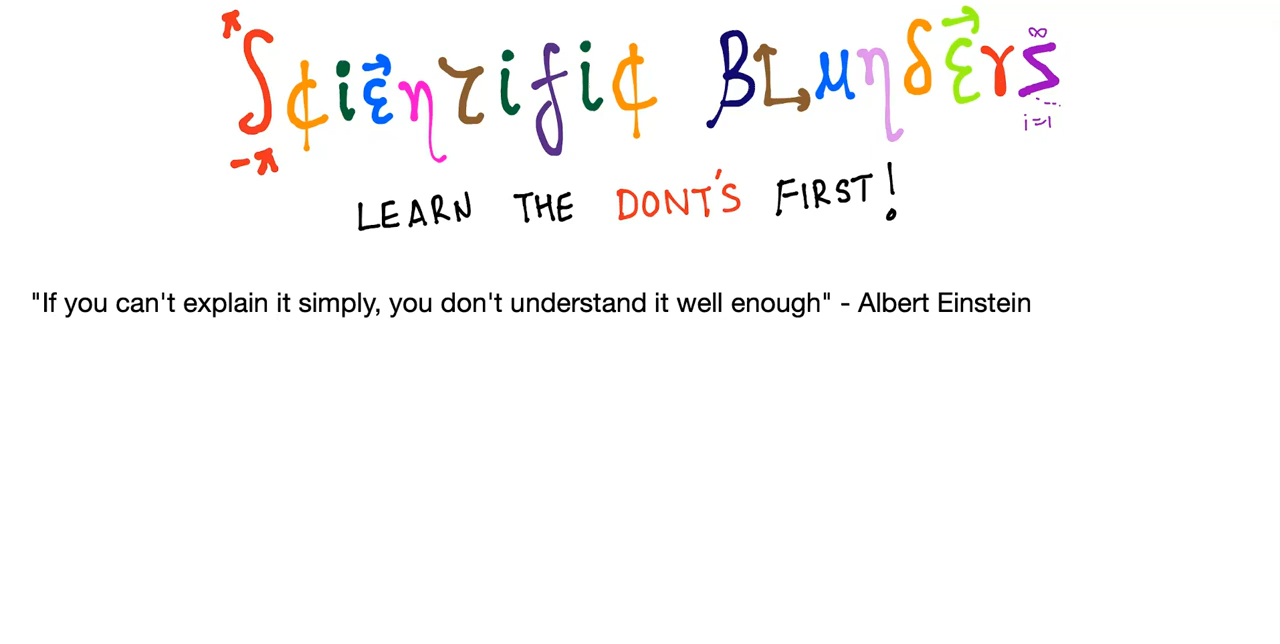 π
Scientific Blunders
-π
∞
i=1
LEARN THE DONT'S FIRST!
"If you can't explain it simply, you don't understand it well enough" - Albert Einstein